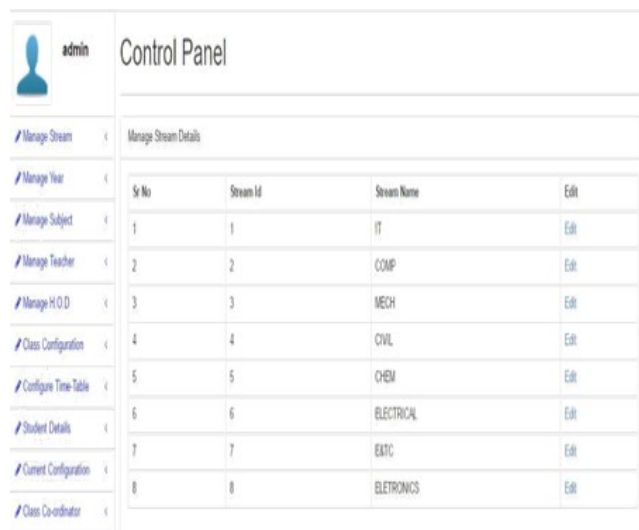 admin
Control Panel
Manage Stream
Manage Year
Manage Subject
Manage Teacher
Manage H.O.D
Class Configuration
Configure Time-Table
Student Details
Current Configuration
Class Co-ordinator
Manage Stream Details
Sr No Stream Id Stream Name Edit
1 1 IT Edit
2 2 COMP Edit
3 3 MECH Edit
4 4 CIVIL Edit
5 5 CHEM Edit
6 6 ELECTRICAL Edit
7 7 E&TC Edit
8 8 ELETRONICS Edit